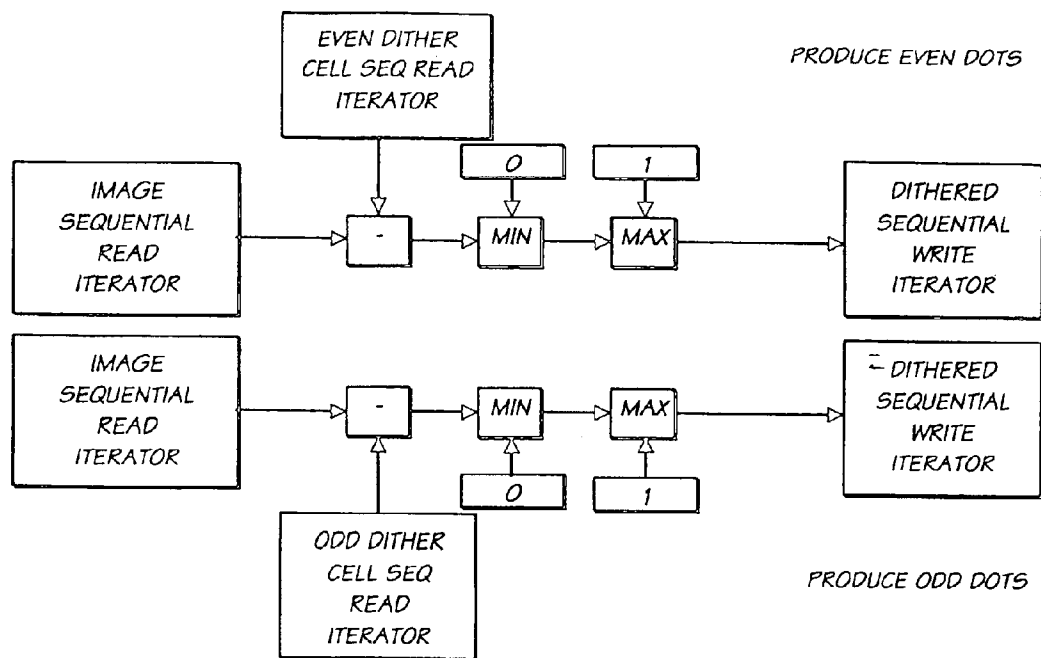 EVEN DITHER
CELL SEQ READ
ITERATOR
PRODUCE EVEN DOTS
IMAGE
SEQUENTIAL
READ
ITERATOR
-
0
MIN
1
MAX
DITHERED
SEQUENTIAL
WRITE
ITERATOR
IMAGE
SEQUENTIAL
READ
ITERATOR
-
MIN
0
MAX
1
DITHERED
SEQUENTIAL
WRITE
ITERATOR
ODD DITHER
CELL SEQ
READ
ITERATOR
PRODUCE ODD DOTS